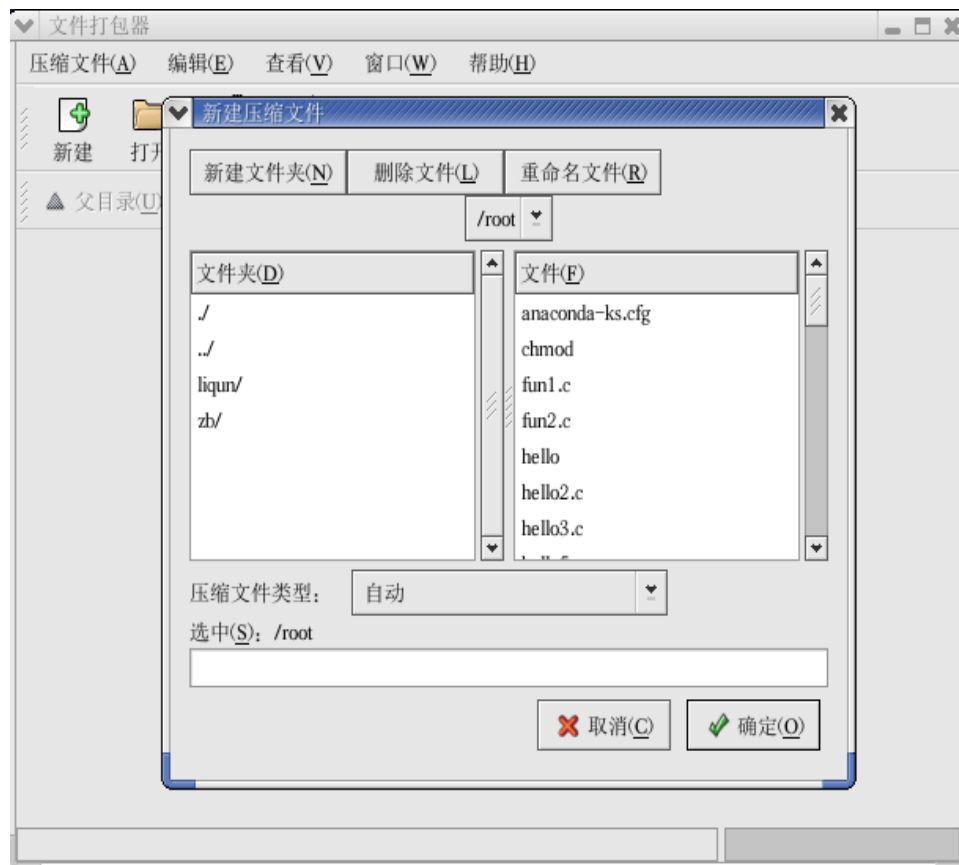 文件打包器
压缩文件(A) 编辑(E) 查看(V) 窗口(W) 帮助(H)
新建压缩文件
新建 打开
新建文件夹(N) 删除文件(L) 重命名文件(R)
父目录(U)
/root
文件夹(D) 文件(F)
./ anaconda-ks.cfg
../ chmod
liqun/ fun1.c
zb/ fun2.c
hello
hello2.c
hello3.c
压缩文件类型： 自动
选中(S)：/root
取消(C) 确定(O)